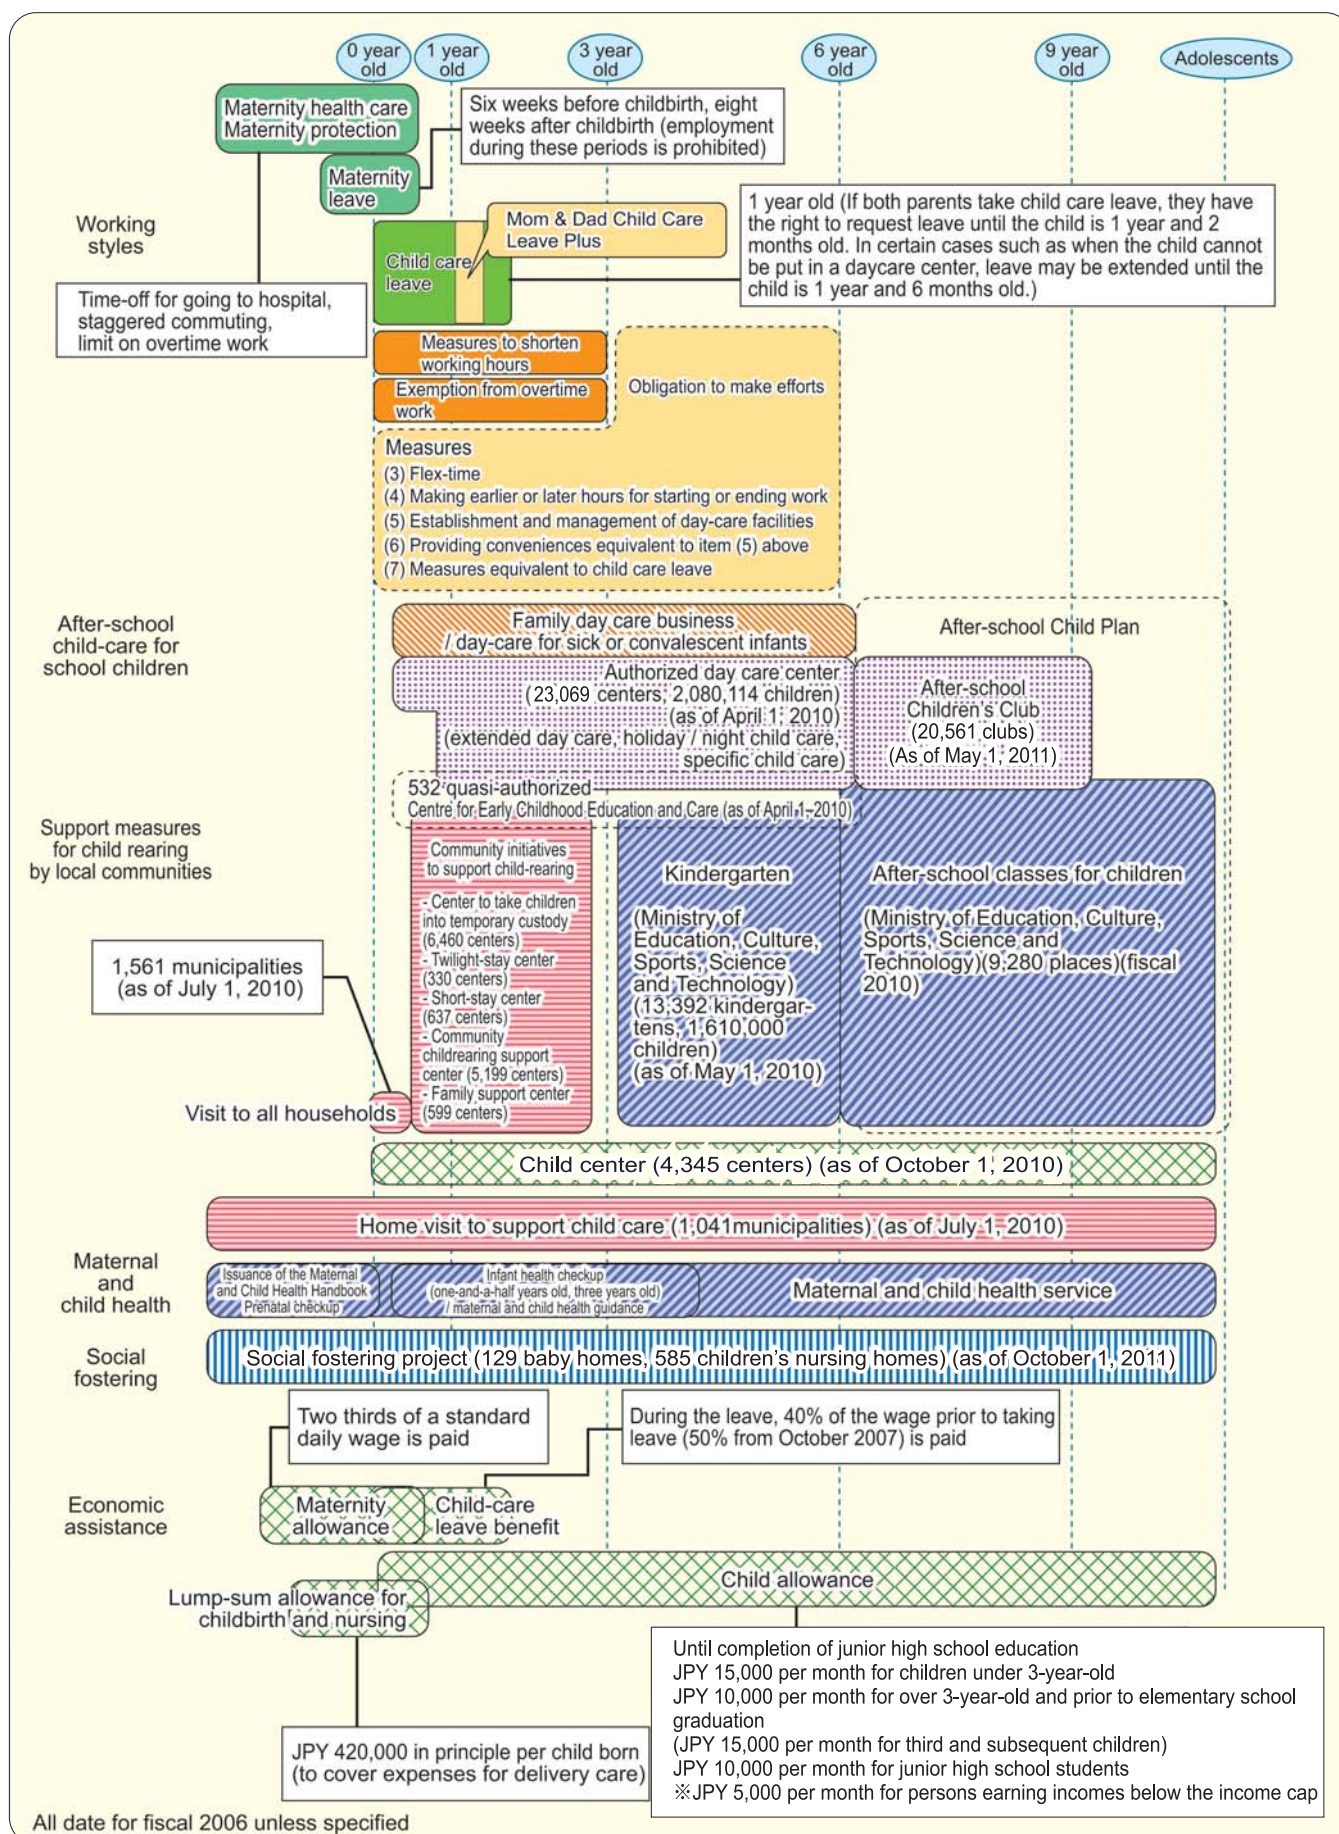 0 year
old
1 year
old
3 year
old
6 year
old
9 year
old
Adolescents
Maternity health care
Maternity protection
Six weeks before childbirth, eight
weeks after childbirth (employment
during these periods is prohibited)
Maternity
leave
Working
styles
Mom & Dad Child Care
Leave Plus
Child care
leave
1 year old (If both parents take child care leave, they have
the right to request leave until the child is 1 year and 2
months old. In certain cases such as when the child cannot
be put in a daycare center, leave may be extended until the
child is 1 year and 6 months old.)
Time-off for going to hospital,
staggered commuting,
limit on overtime work
Measures to shorten
working hours
Exemption from overtime
work
Obligation to make efforts
Measures
(3) Flex-time
(4) Making earlier or later hours for starting or ending work
(5) Establishment and management of day-care facilities
(6) Providing conveniences equivalent to item (5) above
(7) Measures equivalent to child care leave
After-school
child-care for
school children
Family day care business
/ day-care for sick or convalescent infants
After-school Child Plan
Authorized day care center
(23,069 centers, 2,080,114 children)
(as of April 1, 2010)
(extended day care, holiday / night child care,
specific child care)
After-school
Children's Club
(20,561 clubs)
(As of May 1, 2011)
532 quasi-authorized
Centre for Early Childhood Education and Care (as of April 1–2010)
Support measures
for child rearing
by local communities
Community initiatives
to support child-rearing
- Center to take children
into temporary custody
(6,460 centers)
- Twilight-stay center
(330 centers)
- Short-stay center
(637 centers)
- Community
childrearing support
center (5,199 centers)
- Family support center
(599 centers)
Kindergarten
(Ministry of
Education, Culture,
Sports, Science
and Technology)
(13,392 kindergar-
tens, 1,610,000
children)
(as of May 1, 2010)
After-school classes for children
(Ministry of Education, Culture,
Sports, Science and
Technology)(9,280 places)(fiscal
2010)
1,561 municipalities
(as of July 1, 2010)
Visit to all households
Child center (4,345 centers) (as of October 1, 2010)
Home visit to support child care (1,041municipalities) (as of July 1, 2010)
Maternal
and
child health
Issuance of the Maternal
and Child Health Handbook
Prenatal checkup
Infant health checkup
(one-and-a-half years old, three years old)
/ maternal and child health guidance
Maternal and child health service
Social
fostering
Social fostering project (129 baby homes, 585 children's nursing homes) (as of October 1, 2011)
Two thirds of a standard
daily wage is paid
During the leave, 40% of the wage prior to taking
leave (50% from October 2007) is paid
Economic
assistance
Maternity
allowance
Child-care
leave benefit
Child allowance
Lump-sum allowance for
childbirth and nursing
Until completion of junior high school education
JPY 15,000 per month for children under 3-year-old
JPY 10,000 per month for over 3-year-old and prior to elementary school
graduation
(JPY 15,000 per month for third and subsequent children)
JPY 10,000 per month for junior high school students
※JPY 5,000 per month for persons earning incomes below the income cap
JPY 420,000 in principle per child born
(to cover expenses for delivery care)
All date for fiscal 2006 unless specified